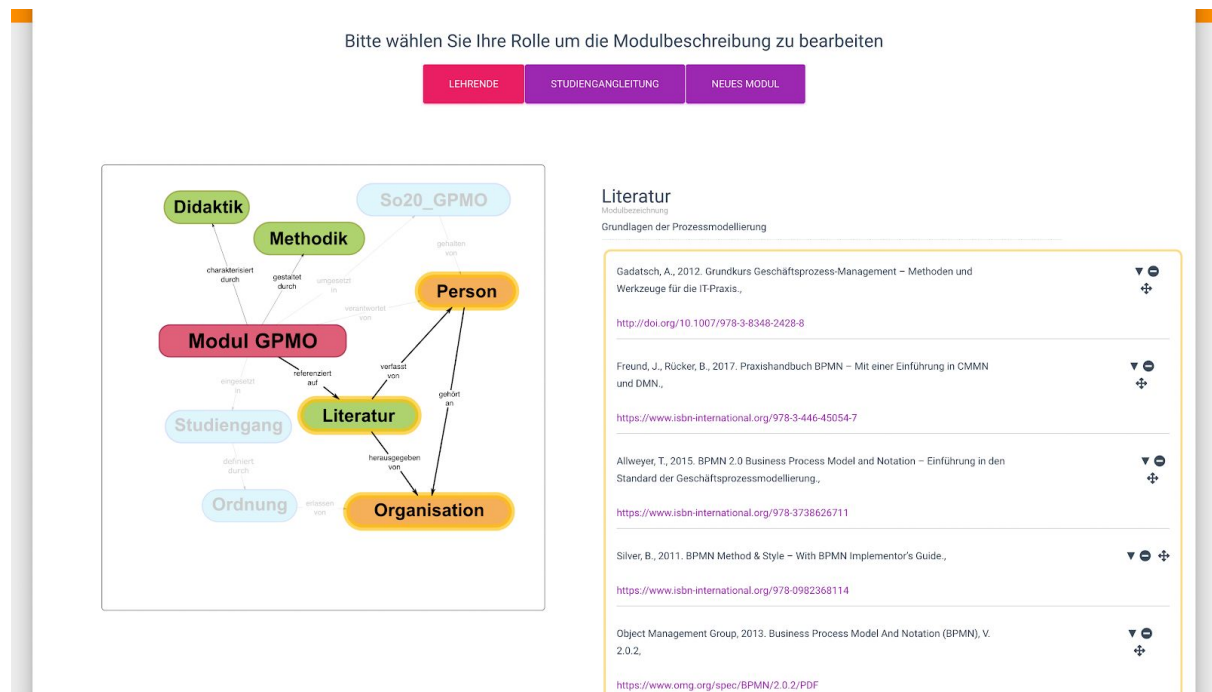 Bitte wählen Sie Ihre Rolle um die Modulbeschreibung zu bearbeiten
LEHRENDE
STUDIENGANGLEITUNG
NEUES MODUL
Didaktik
So20_GPMO
Methodik
gehalten
von
charakterisiert
durch
gestaltet
durch
umgesetzt
in
Person
verantwortet
von
Modul GPMO
referenziert
auf
verfasst
von
eingesetzt
in
gehört
an
Literatur
Studiengang
herausgegeben
von
definiert
durch
Ordnung
erlassen
von
Organisation
Literatur
Modulbezeichnung
Grundlagen der Prozessmodellierung
Gadatsch, A., 2012. Grundkurs Geschäftsprozess-Management – Methoden und
Werkzeuge für die IT-Praxis.,
http://doi.org/10.1007/978-3-8348-2428-8
Freund, J., Rücker, B., 2017. Praxishandbuch BPMN – Mit einer Einführung in CMMN
und DMN.,
https://www.isbn-international.org/978-3-446-45054-7
Allweyer, T., 2015. BPMN 2.0 Business Process Model and Notation – Einführung in den
Standard der Geschäftsprozessmodellierung.,
https://www.isbn-international.org/978-3738626711
Silver, B., 2011. BPMN Method & Style – With BPMN Implementor's Guide.,
https://www.isbn-international.org/978-0982368114
Object Management Group, 2013. Business Process Model And Notation (BPMN), V.
2.0.2,
https://www.omg.org/spec/BPMN/2.0.2/PDF